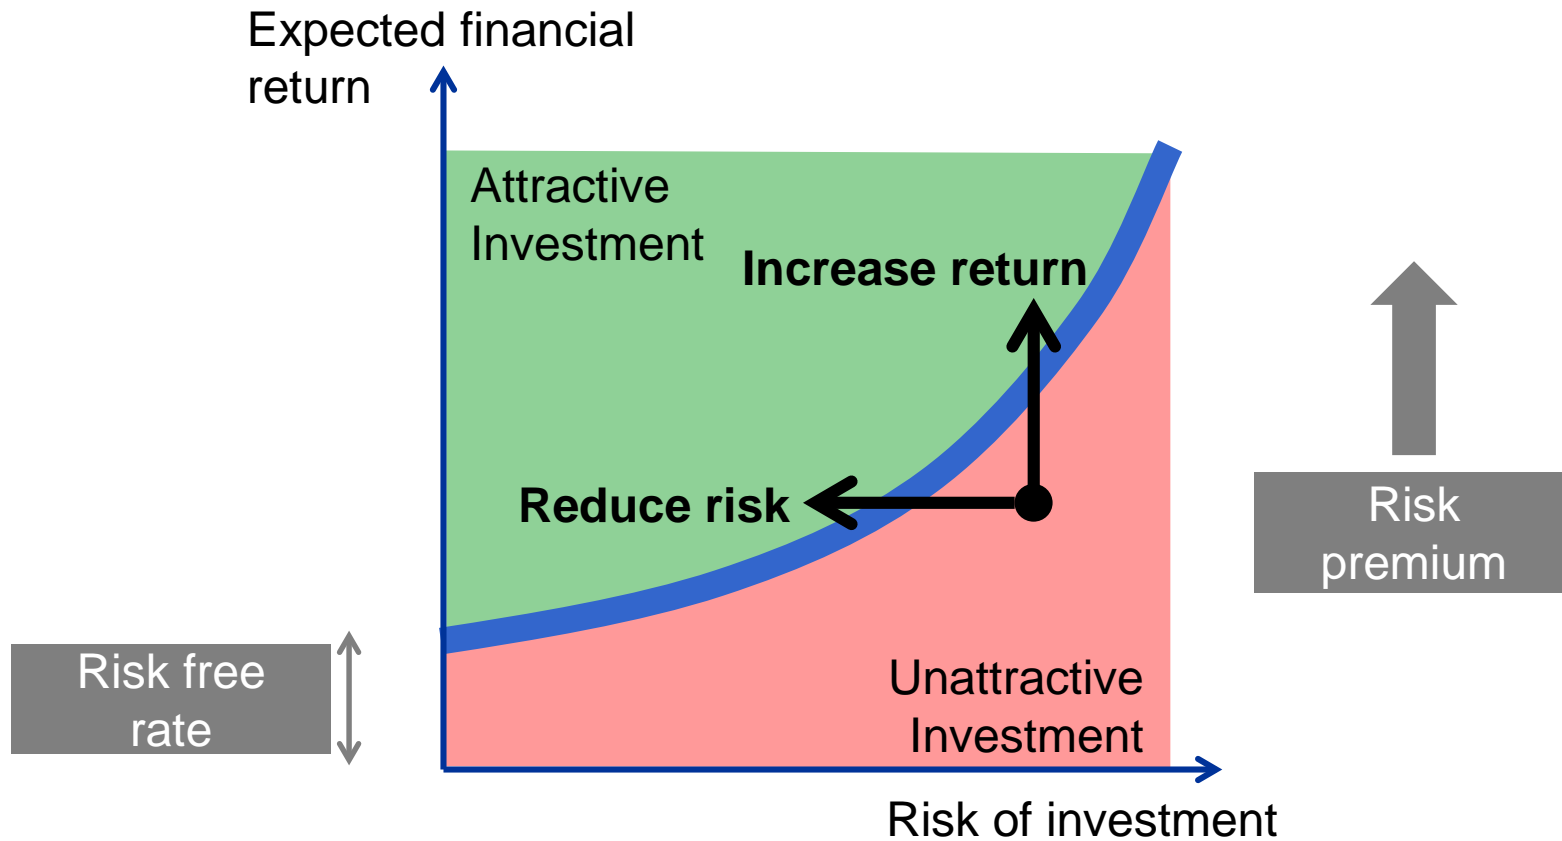 Expected financial
return
Attractive
Investment
Increase return
Reduce risk
Risk
premium
Risk free
rate
Unattractive
Investment
Risk of investment